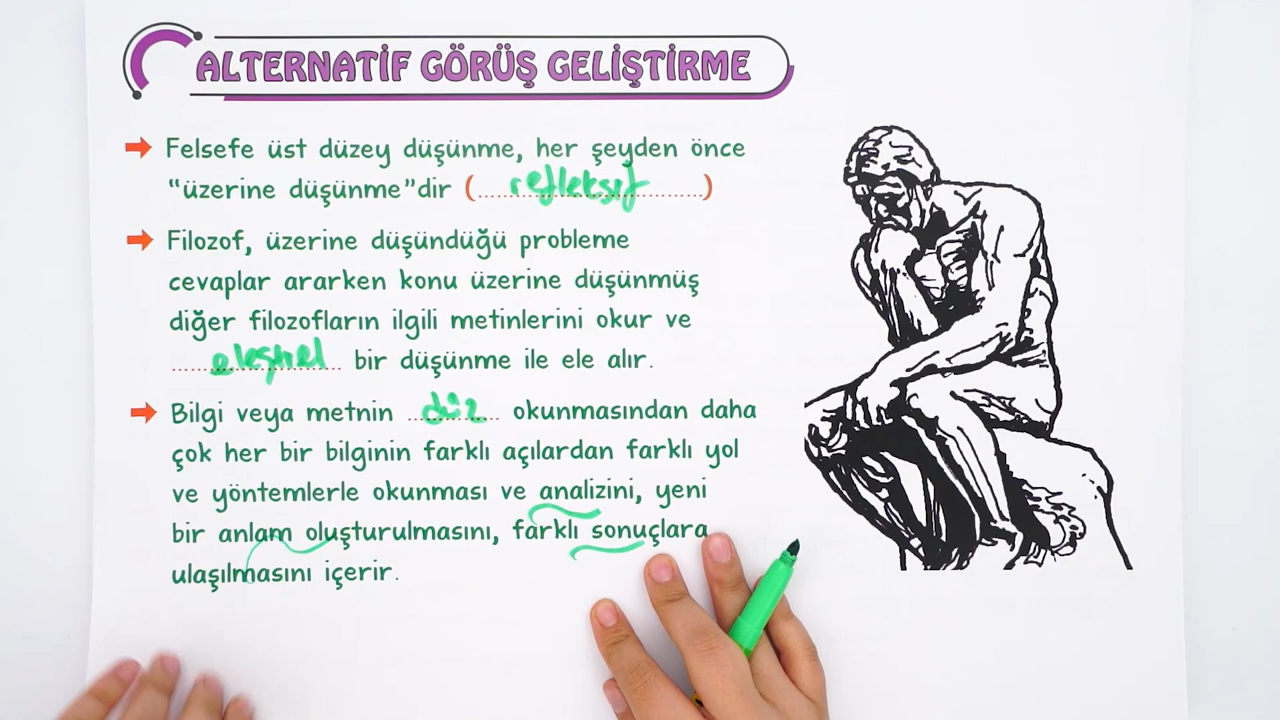 ALTERNATİF GÖRÜŞ GELİŞTİRME
Felsefe üst düzey düşünme, her şeyden önce
“üzerine düşünme”dir (refleksif)
Filozof, üzerine düşündüğü probleme
cevaplar ararken konu üzerine düşünmüş
diğer filozofların ilgili metinlerini okur ve
eleştirel bir düşünme ile ele alır.
Bilgi veya metnin düz okunmasından daha
çok her bir bilginin farklı açılardan farklı yol
ve yöntemlerle okunması ve analizini, yeni
bir anlam oluşturulmasını, farklı sonuçlara
ulaşılmasını içerir.